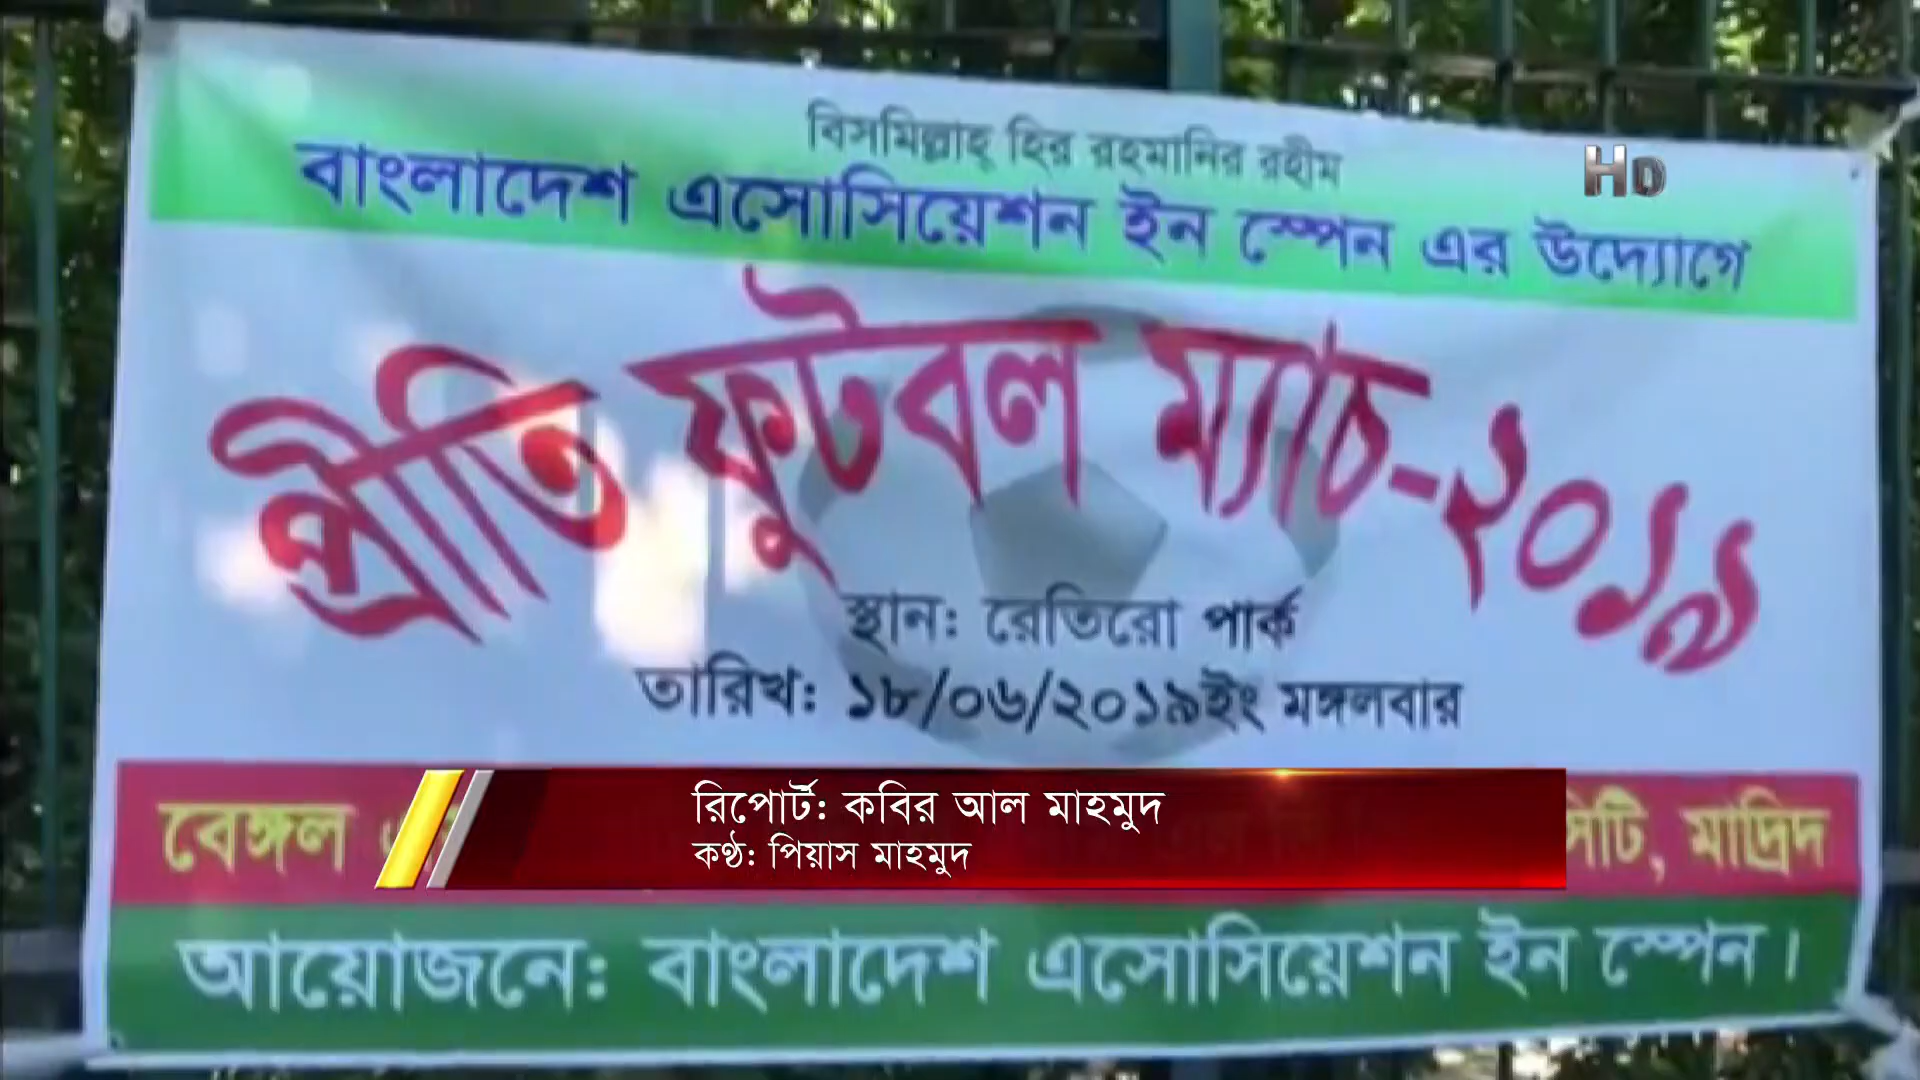 বিসমিল্লাহ্ হির রহমানির রহীম
HD
বাংলাদেশ এসোসিয়েশন ইন স্পেন এর উদ্যোগে
প্রীতি ফুটবল ম্যাচ-২০১৯
স্থান: রেতিরো পার্ক
তারিখ: ১৮/০৬/২০১৯ইং মঙ্গলবার
রিপোর্ট: কবির আল মাহমুদ
কণ্ঠ: পিয়াস মাহমুদ
বেঙ্গল সিটি, মাদ্রিদ
আয়োজনে: বাংলাদেশ এসোসিয়েশন ইন স্পেন।